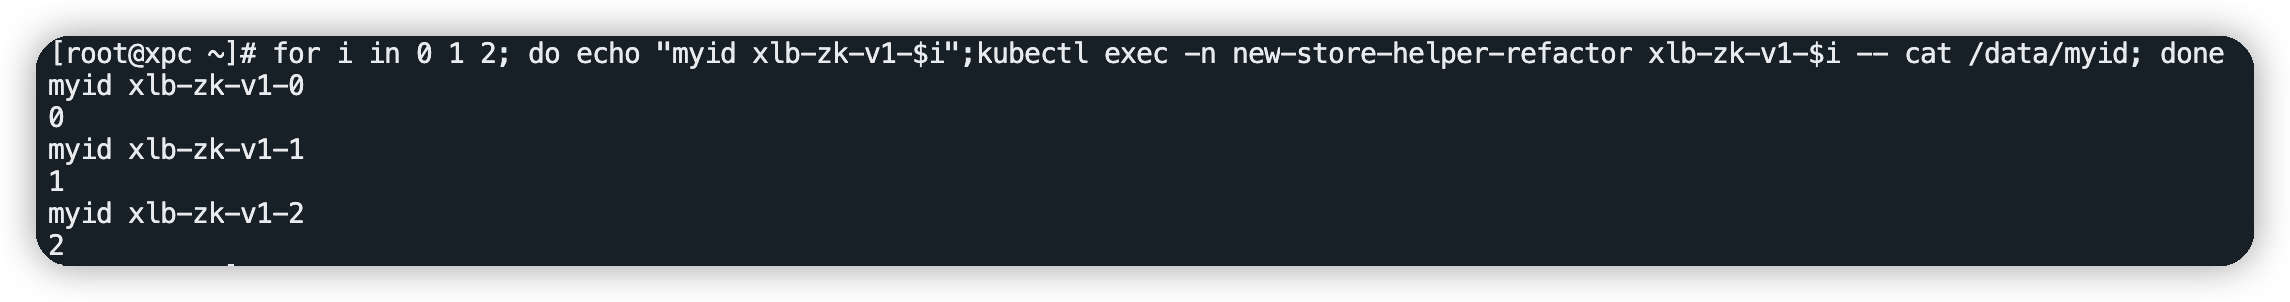 [root@xpc ~]# for i in 0 1 2; do echo "myid xlb-zk-v1-$i";kubectl exec -n new-store-helper-refactor xlb-zk-v1-$i -- cat /data/myid; done
myid xlb-zk-v1-0
0
myid xlb-zk-v1-1
1
myid xlb-zk-v1-2
2